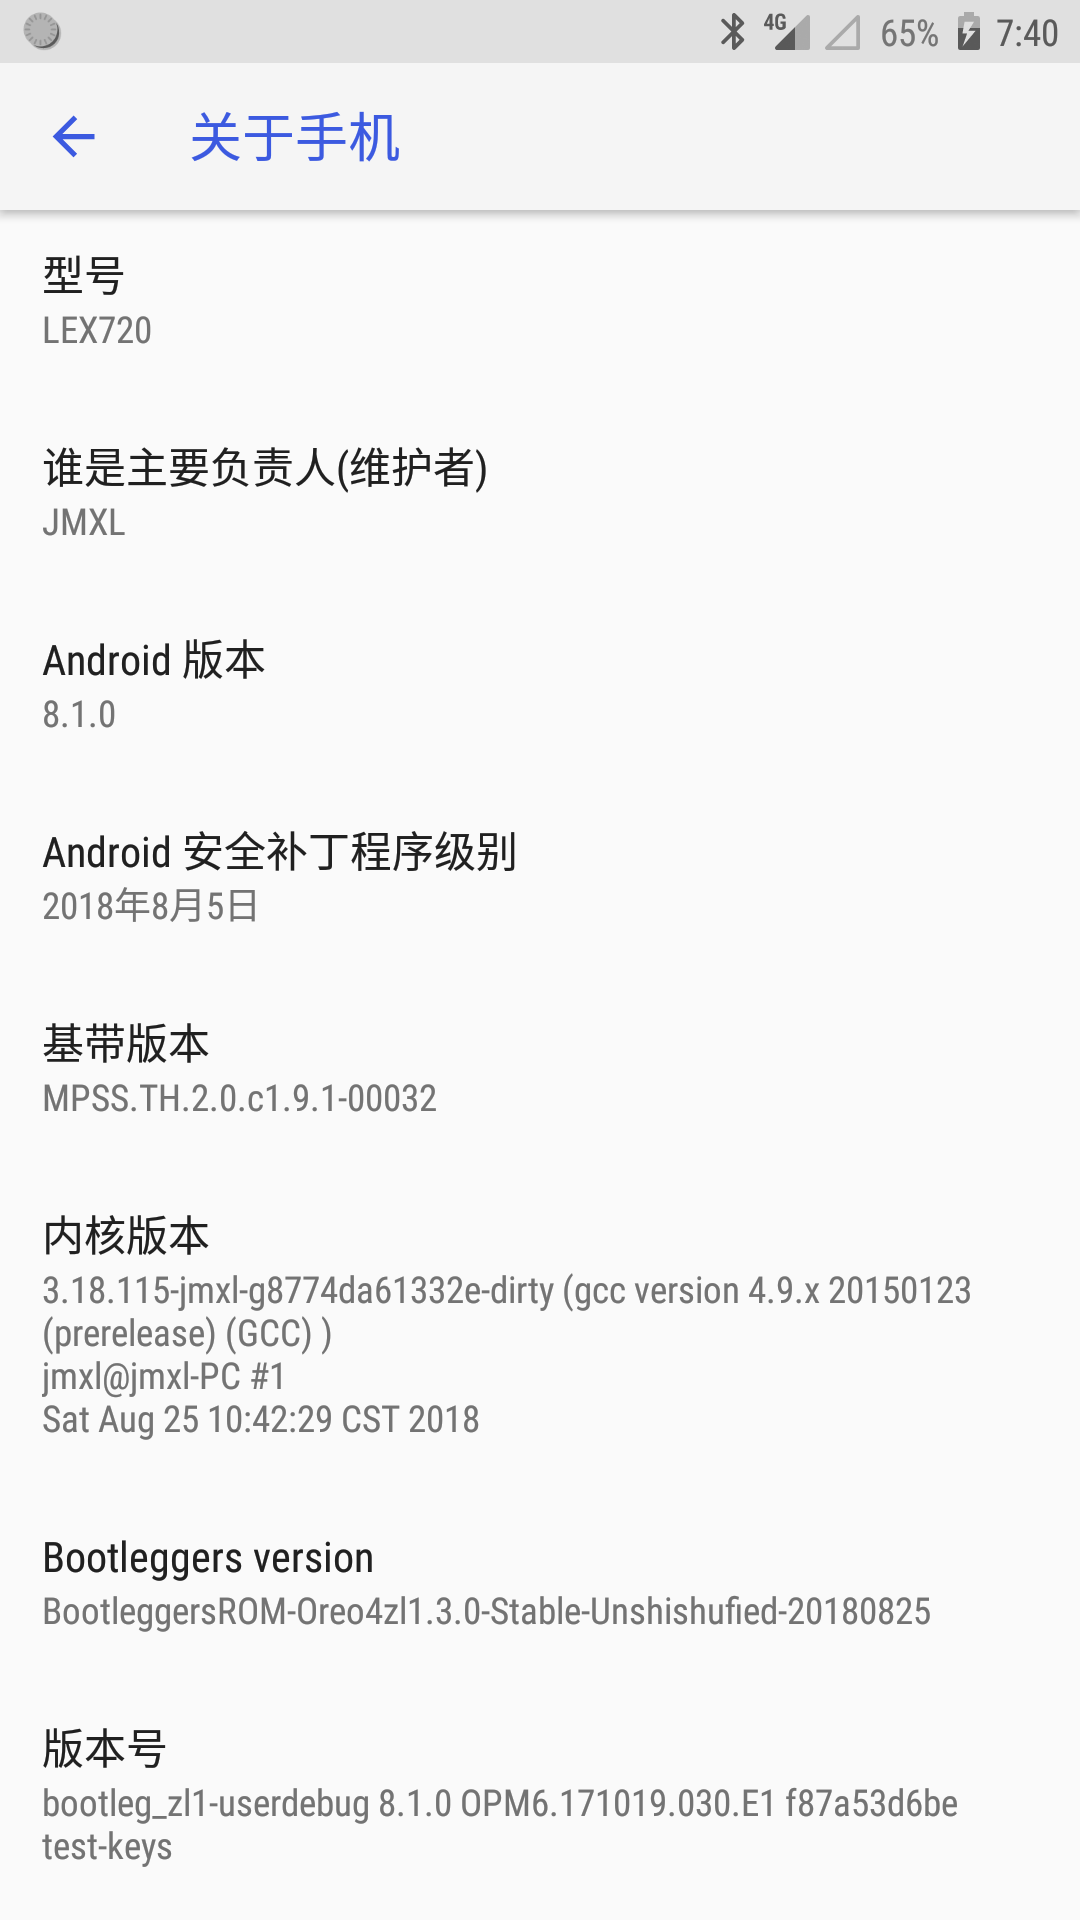 4G 65% 7:40
关于手机
型号
LEX720
谁是主要负责人(维护者)
JMXL
Android 版本
8.1.0
Android 安全补丁程序级别
2018年8月5日
基带版本
MPSS.TH.2.0.c1.9.1-00032
内核版本
3.18.115-jmxl-g8774da61332e-dirty (gcc version 4.9.x 20150123
(prerelease) (GCC) )
jmxl@jmxl-PC #1
Sat Aug 25 10:42:29 CST 2018
Bootleggers version
BootleggersROM-Oreo4zl1.3.0-Stable-Unshishufied-20180825
版本号
bootleg_zl1-userdebug 8.1.0 OPM6.171019.030.E1 f87a53d6be
test-keys